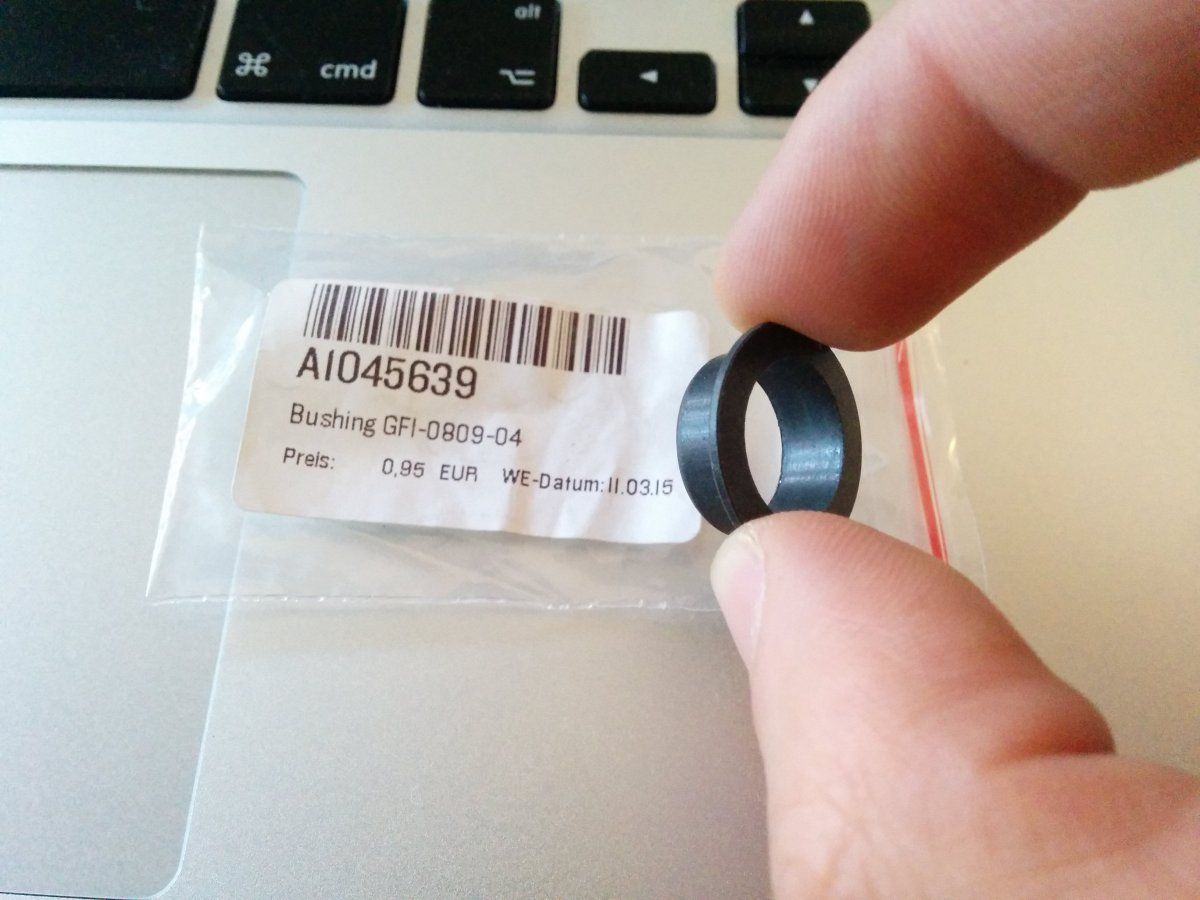 alt
⌘ cmd ⌥
◄ ▲ ▼
AI045639
Bushing GFI-0809-04
Preis: 0,95 EUR WE-Datum:11.03.15